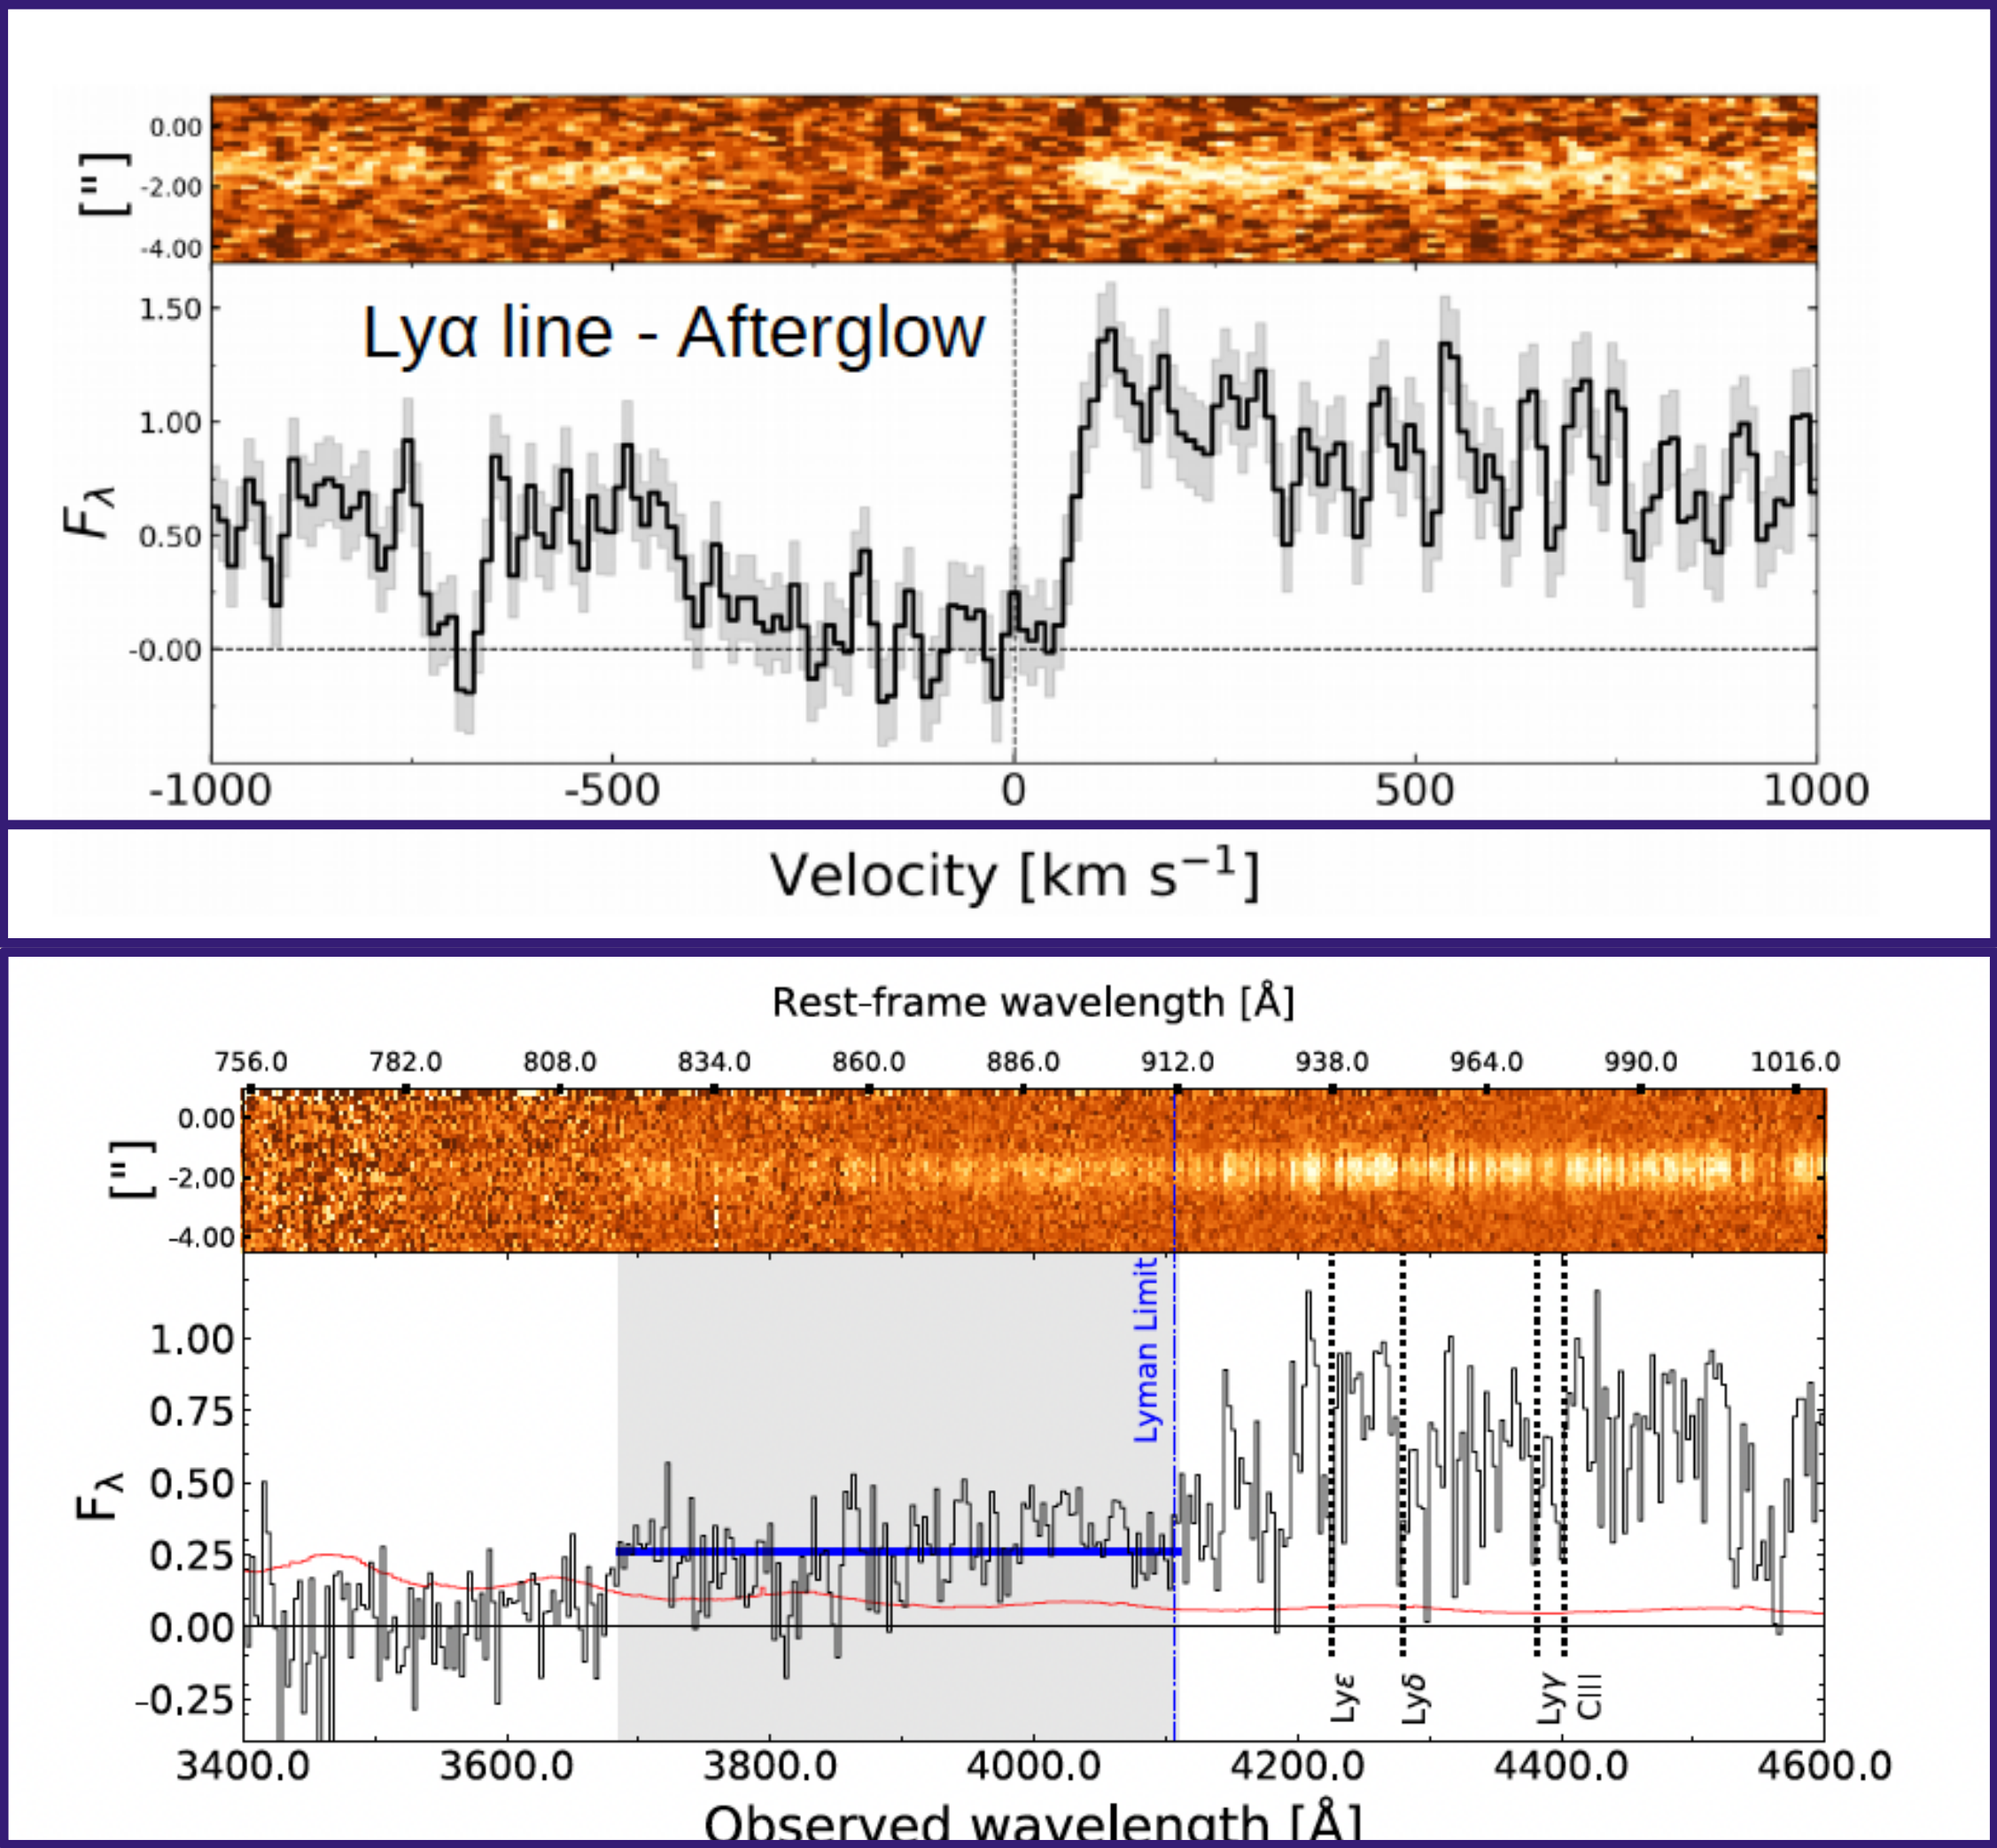 0.00
["]
-2.00
-4.00
1.50
Lyα line - Afterglow
1.00
Fλ
0.50
-0.00
-1000 -500 0 500 1000
Velocity [km s⁻¹]
Rest-frame wavelength [Å]
756.0 782.0 808.0 834.0 860.0 886.0 912.0 938.0 964.0 990.0 1016.0
0.00
["]
-2.00
-4.00
Lyman Limit
1.00
0.75
0.50
Fλ
0.25
0.00
-0.25
Lyε
Lyδ
Lyγ
CIII
3400.0 3600.0 3800.0 4000.0 4200.0 4400.0 4600.0
Observed wavelength [Å]